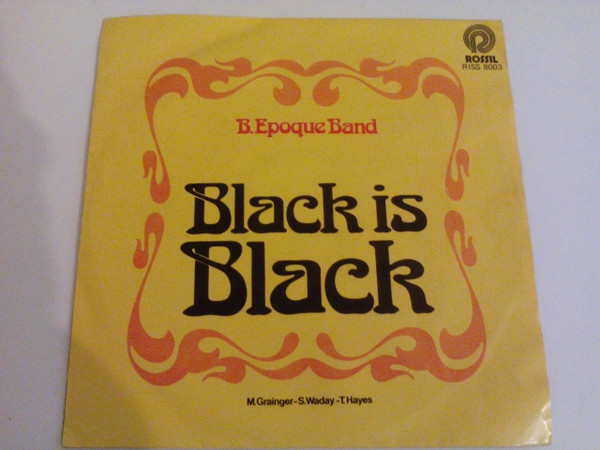 ROSSIL
RISS 8003
B. Epoque Band
Black is
Black
M. Grainger - S. Waday - T. Hayes